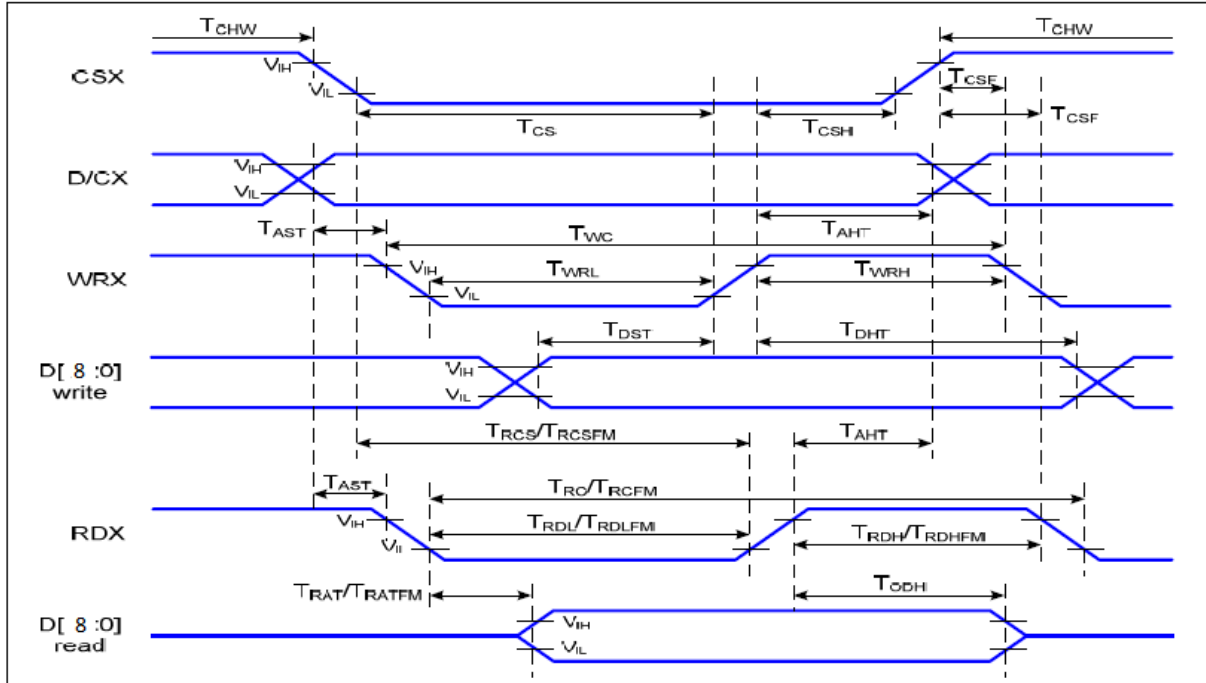 TCHW TCHW
CSX VIH
VIL
TCSF
TCS TCSH TCSF
D/CX VIH
VIL
TAST TWC TAHT
WRX VIH TWRL TWRH
VIL
TDST TDHT
D[ 8 :0] VIH
write VIL
TRCS/TRCSFM TAHT
TAST TRC/TRCFM
RDX VIH TRDL/TRDLFM TRDH/TRDHFM
VIL
TRAT/TRATFM TODH
D[ 8 :0] VIH
read VIL